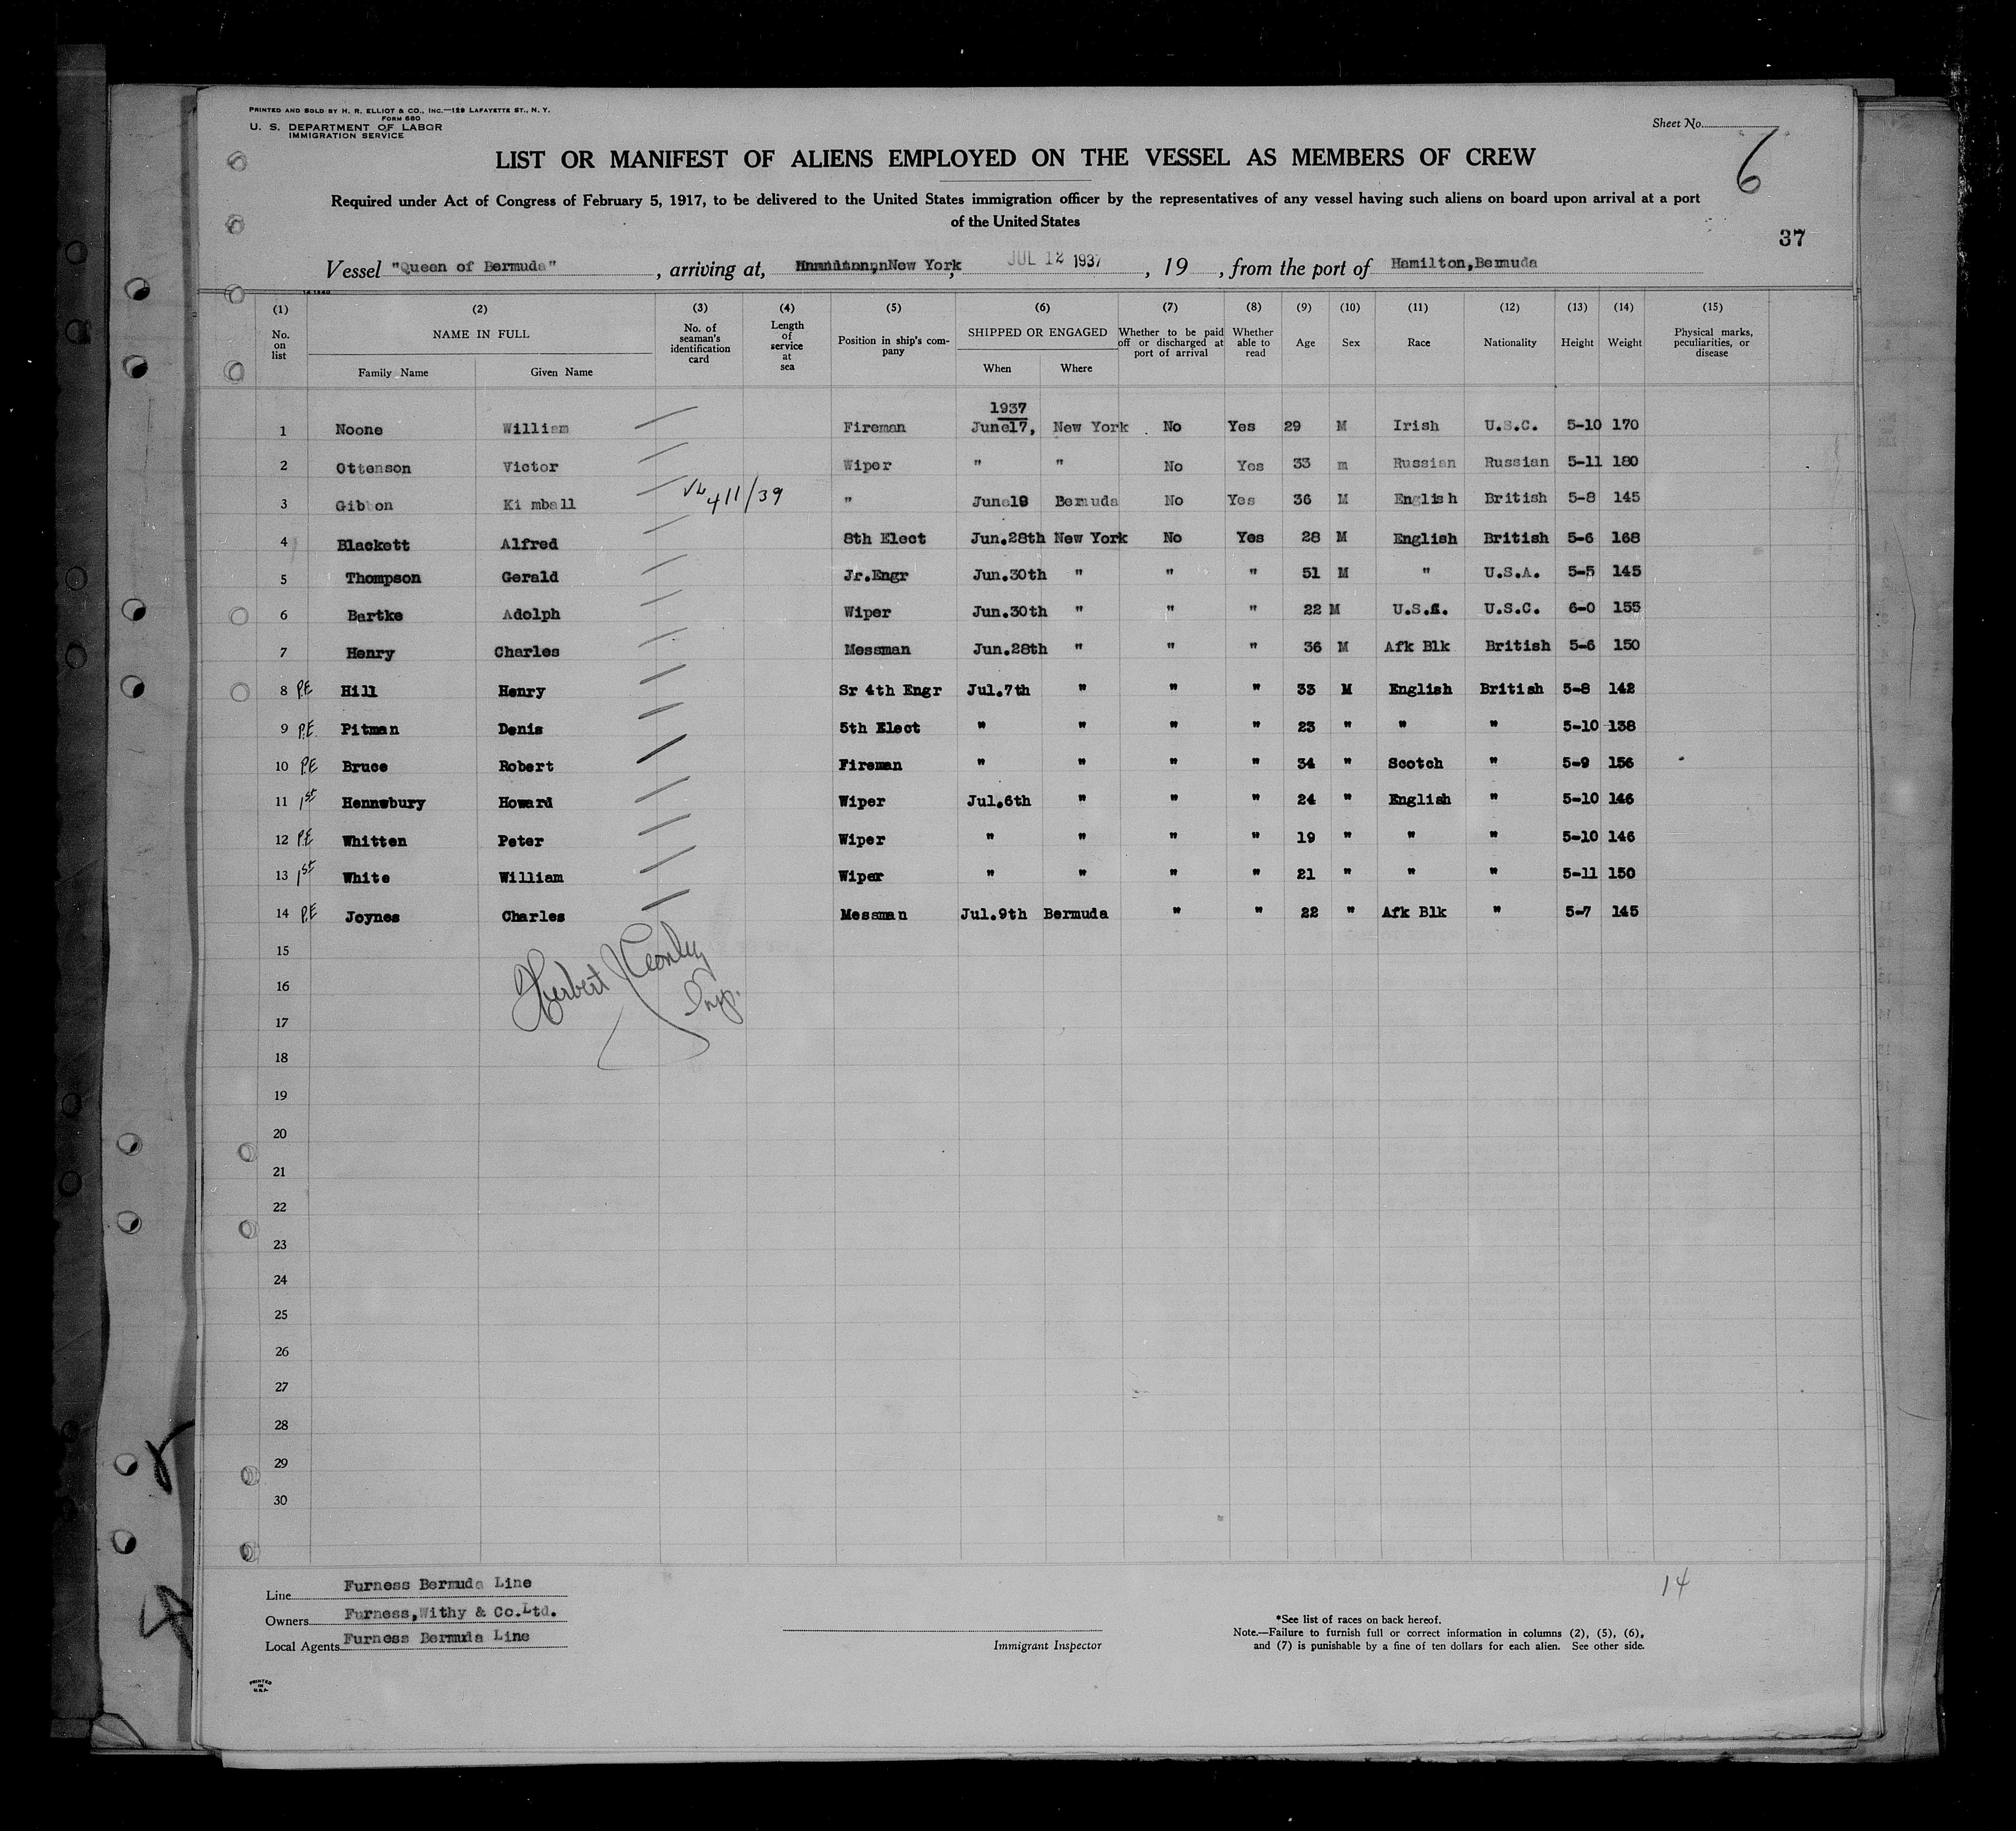 PRINTED AND SOLD BY H. R. ELLIOT & CO., INC.—129 LAFAYETTE ST., N. Y.
FORM 680
U. S. DEPARTMENT OF LABOR
IMMIGRATION SERVICE
Sheet No.
6
LIST OR MANIFEST OF ALIENS EMPLOYED ON THE VESSEL AS MEMBERS OF CREW
Required under Act of Congress of February 5, 1917, to be delivered to the United States immigration officer by the representatives of any vessel having such aliens on board upon arrival at a port
of the United States
37
Vessel "Queen of Bermuda", arriving at, New York, JUL 12 1937, 19 , from the port of Hamilton,Bermuda
(1) (2) (3) (4) (5) (6) (7) (8) (9) (10) (11) (12) (13) (14) (15)
No. on list NAME IN FULL Family Name Given Name No. of seaman's identification card Length of service at sea Position in ship's company SHIPPED OR ENGAGED When Where Whether to be paid off or discharged at port of arrival Whether able to read Age Sex Race Nationality Height Weight Physical marks, peculiarities, or disease
1937
1 Noone William Fireman June17, New York No Yes 29 M Irish U.S.C. 5-10 170
2 Ottenson Victor Wiper " " No Yes 33 m Russian Russian 5-11 180
3 Gibbon Ki mball 411/39 " June19 Bermuda No Yes 36 M English British 5-8 145
4 Blackett Alfred 8th Elect Jun.28th New York No Yes 28 M English British 5-6 168
5 Thompson Gerald Jr.Engr Jun.30th " " " 51 M " U.S.A. 5-5 145
6 Bartke Adolph Wiper Jun.30th " " " 22 M U.S.A. U.S.C. 6-0 155
7 Henry Charles Messman Jun.28th " " " 36 M Afk Blk British 5-6 150
8 P.E Hill Henry Sr 4th Engr Jul.7th " " " 33 M English British 5-8 142
9 P.E. Pitman Denis 5th Elect " " " " 23 " " " 5-10 138
10 P.E Bruce Robert Fireman " " " " 34 " Scotch " 5-9 156
11 1st Hennebury Howard Wiper Jul.6th " " " 24 " English " 5-10 146
12 P.E Whitten Peter Wiper " " " " 19 " " " 5-10 146
13 1st White William Wiper " " " " 21 " " " 5-11 150
14 P.E Joynes Charles Messman Jul.9th Bermuda " " 22 " Afk Blk " 5-7 145
15
Herbert
16
Insp.
17
18
19
20
21
22
23
24
25
26
27
28
29
30
14
Line Furness Bermuda Line
Owners Furness,Withy & Co.Ltd.
Local Agents Furness Bermuda Line
Immigrant Inspector
*See list of races on back hereof.
Note.—Failure to furnish full or correct information in columns (2), (5), (6),
and (7) is punishable by a fine of ten dollars for each alien. See other side.
PRINTED
IN
U.S.A.